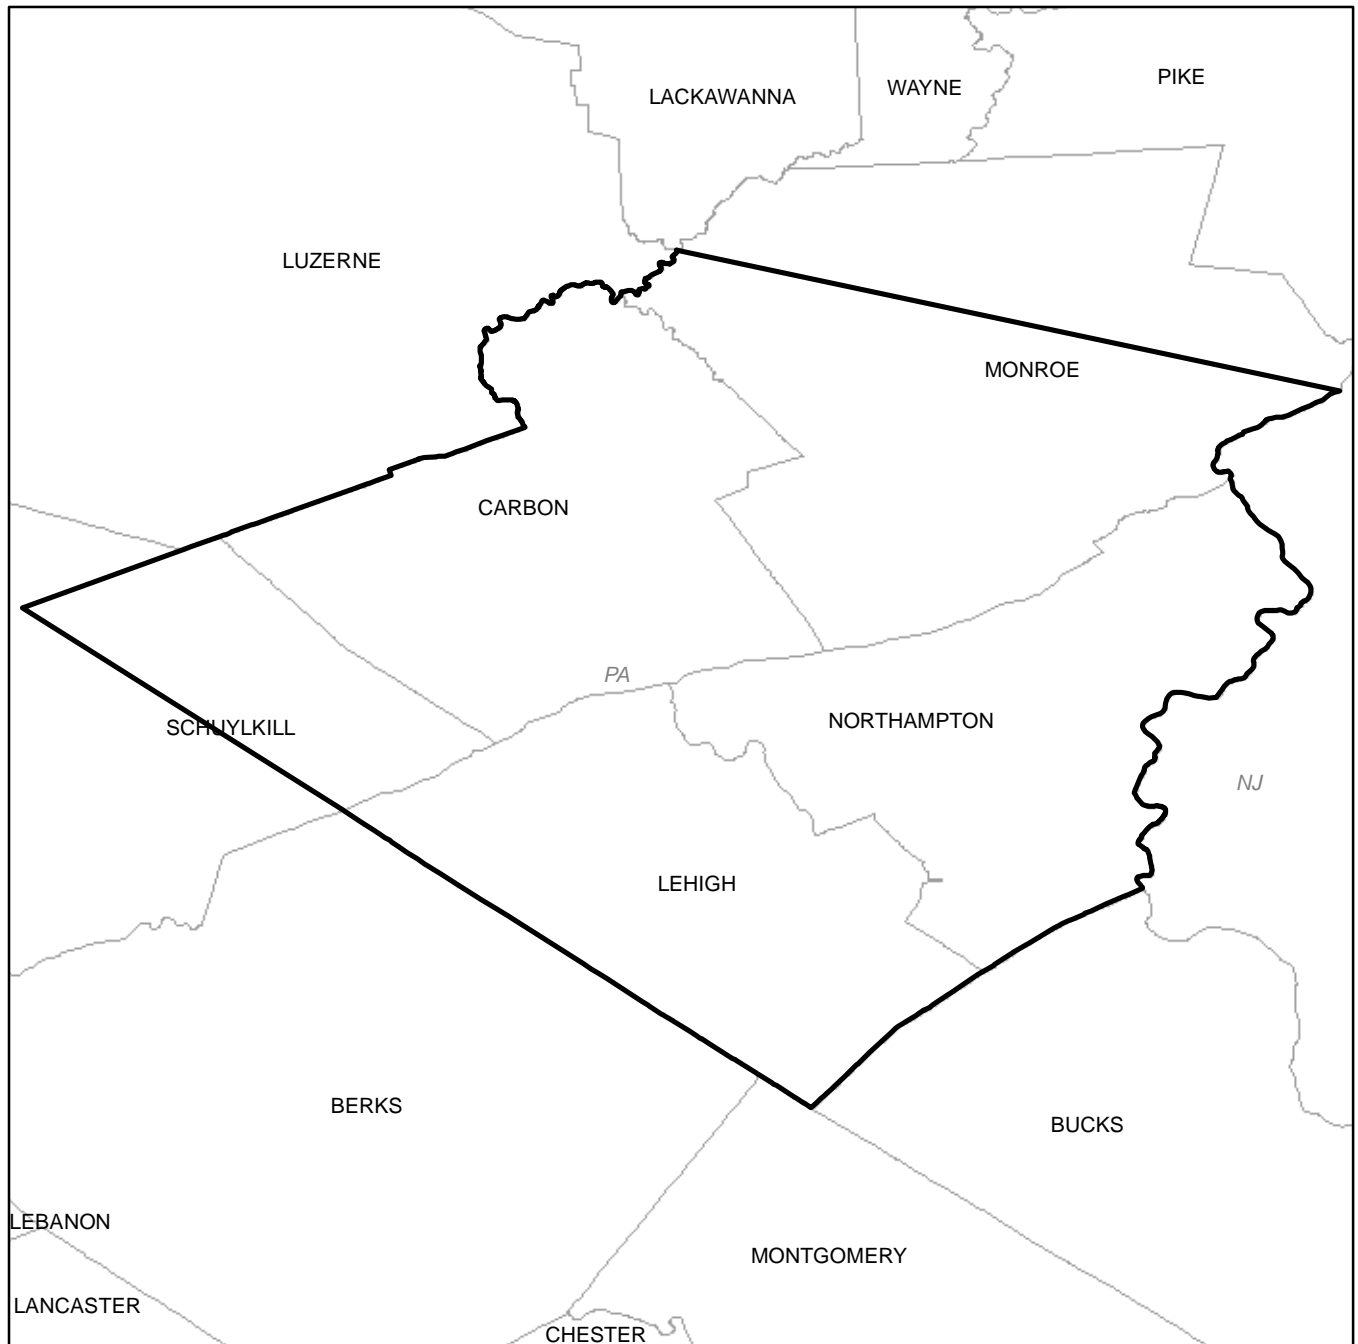 PIKE
WAYNE
LACKAWANNA
LUZERNE
MONROE
CARBON
PA
NORTHAMPTON
SCHUYLKILL
NJ
LEHIGH
BERKS
BUCKS
LEBANON
MONTGOMERY
LANCASTER
CHESTER